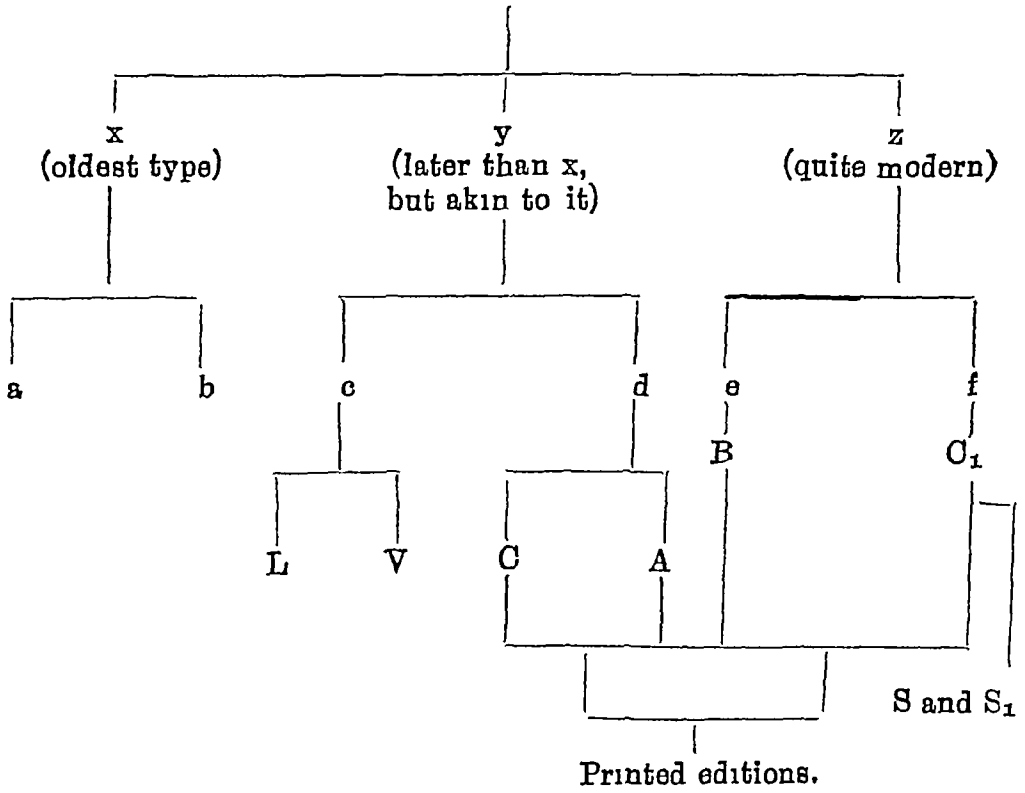 x
(oldest type)
y
(later than x,
but akin to it)
z
(quite modern)
a b c d e f
B C₁
L V C A
S and S₁
Printed editions.